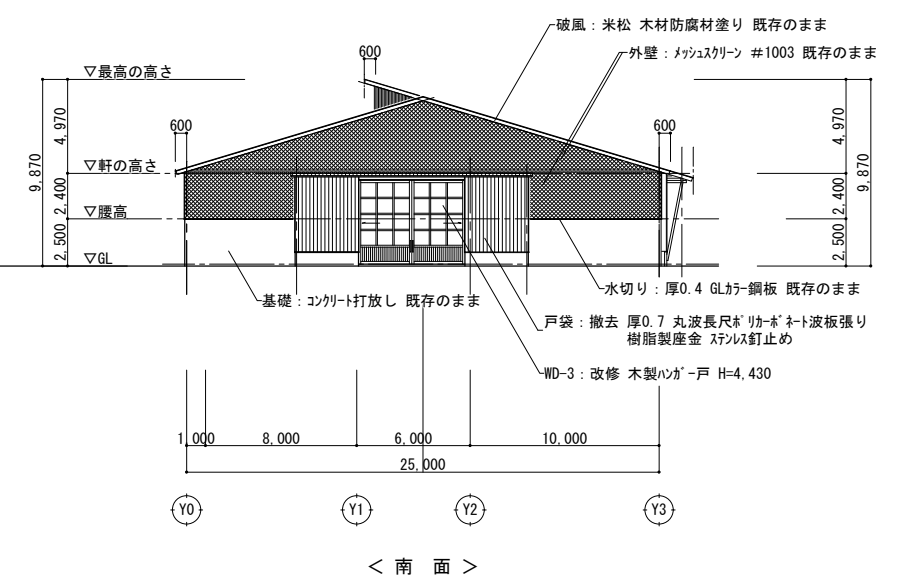 破風：米松 木材防腐材塗り 既存のまま
外壁：ﾒｯｼｭｽｸﾘｰﾝ ＃1003 既存のまま
600
▽最高の高さ
4,970
4,970
600
600
9,870
9,870
▽軒の高さ
2,400
2,400
▽腰高
2,500
2,500
▽GL
水切り：厚0.4 GLｶﾗｰ鋼板 既存のまま
基礎：ｺﾝｸﾘｰﾄ打放し 既存のまま
戸袋：撤去 厚0.7 丸波長尺ﾎﾟﾘｶｰﾎﾞﾈｰﾄ波板張り
樹脂製座金 ｽﾃﾝﾚｽ釘止め
WD-3：改修 木製ﾊﾝｶﾞｰ戸 H=4,430
1,000
8,000
6,000
10,000
25,000
Y0
Y1
Y2
Y3
＜ 南 面 ＞